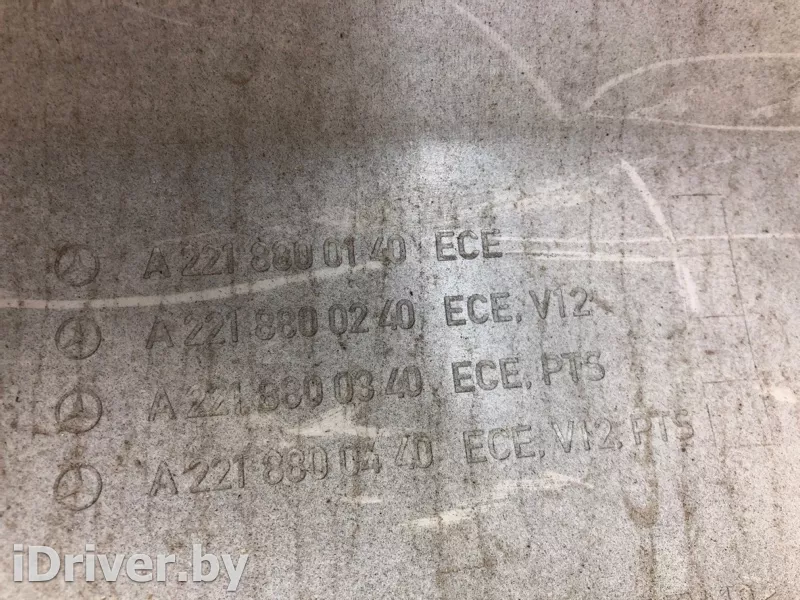 A 221 880 01 40 ECE
A 221 880 02 40 ECE, V12
A 221 880 03 40 ECE, PTS
A 221 880 04 40 ECE, V12, PTS
iDriver.by